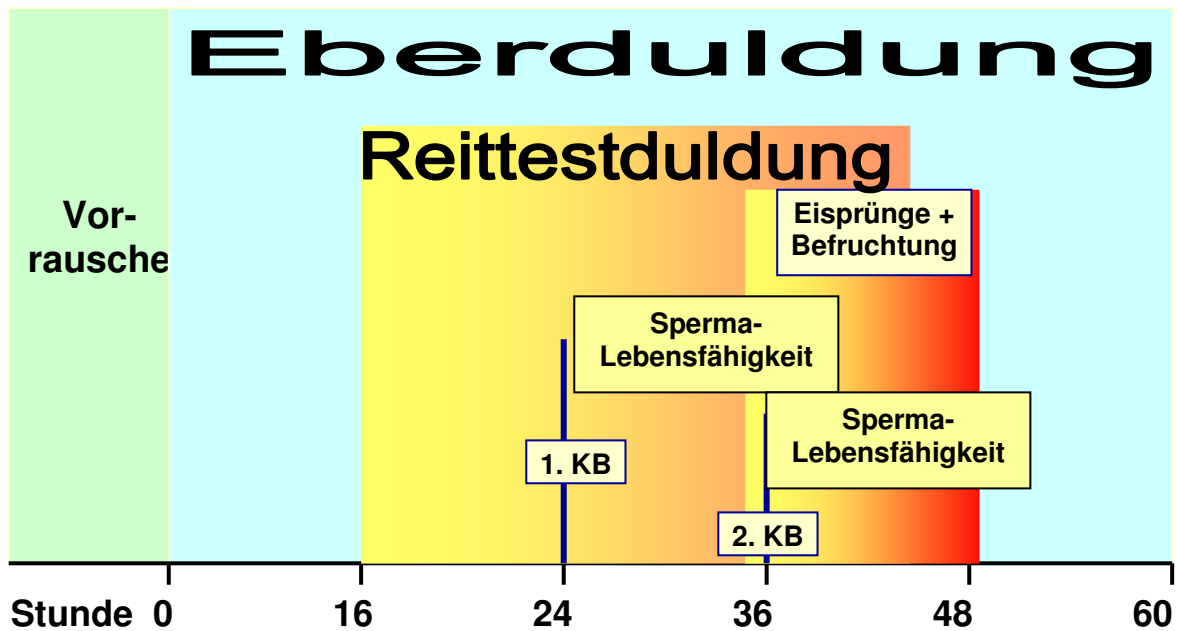 Eberduldung
Reittestduldung
Vor-
rausche
Eisprünge +
Befruchtung
Sperma-
Lebensfähigkeit
Sperma-
Lebensfähigkeit
1. KB
2. KB
Stunde 0 16 24 36 48 60